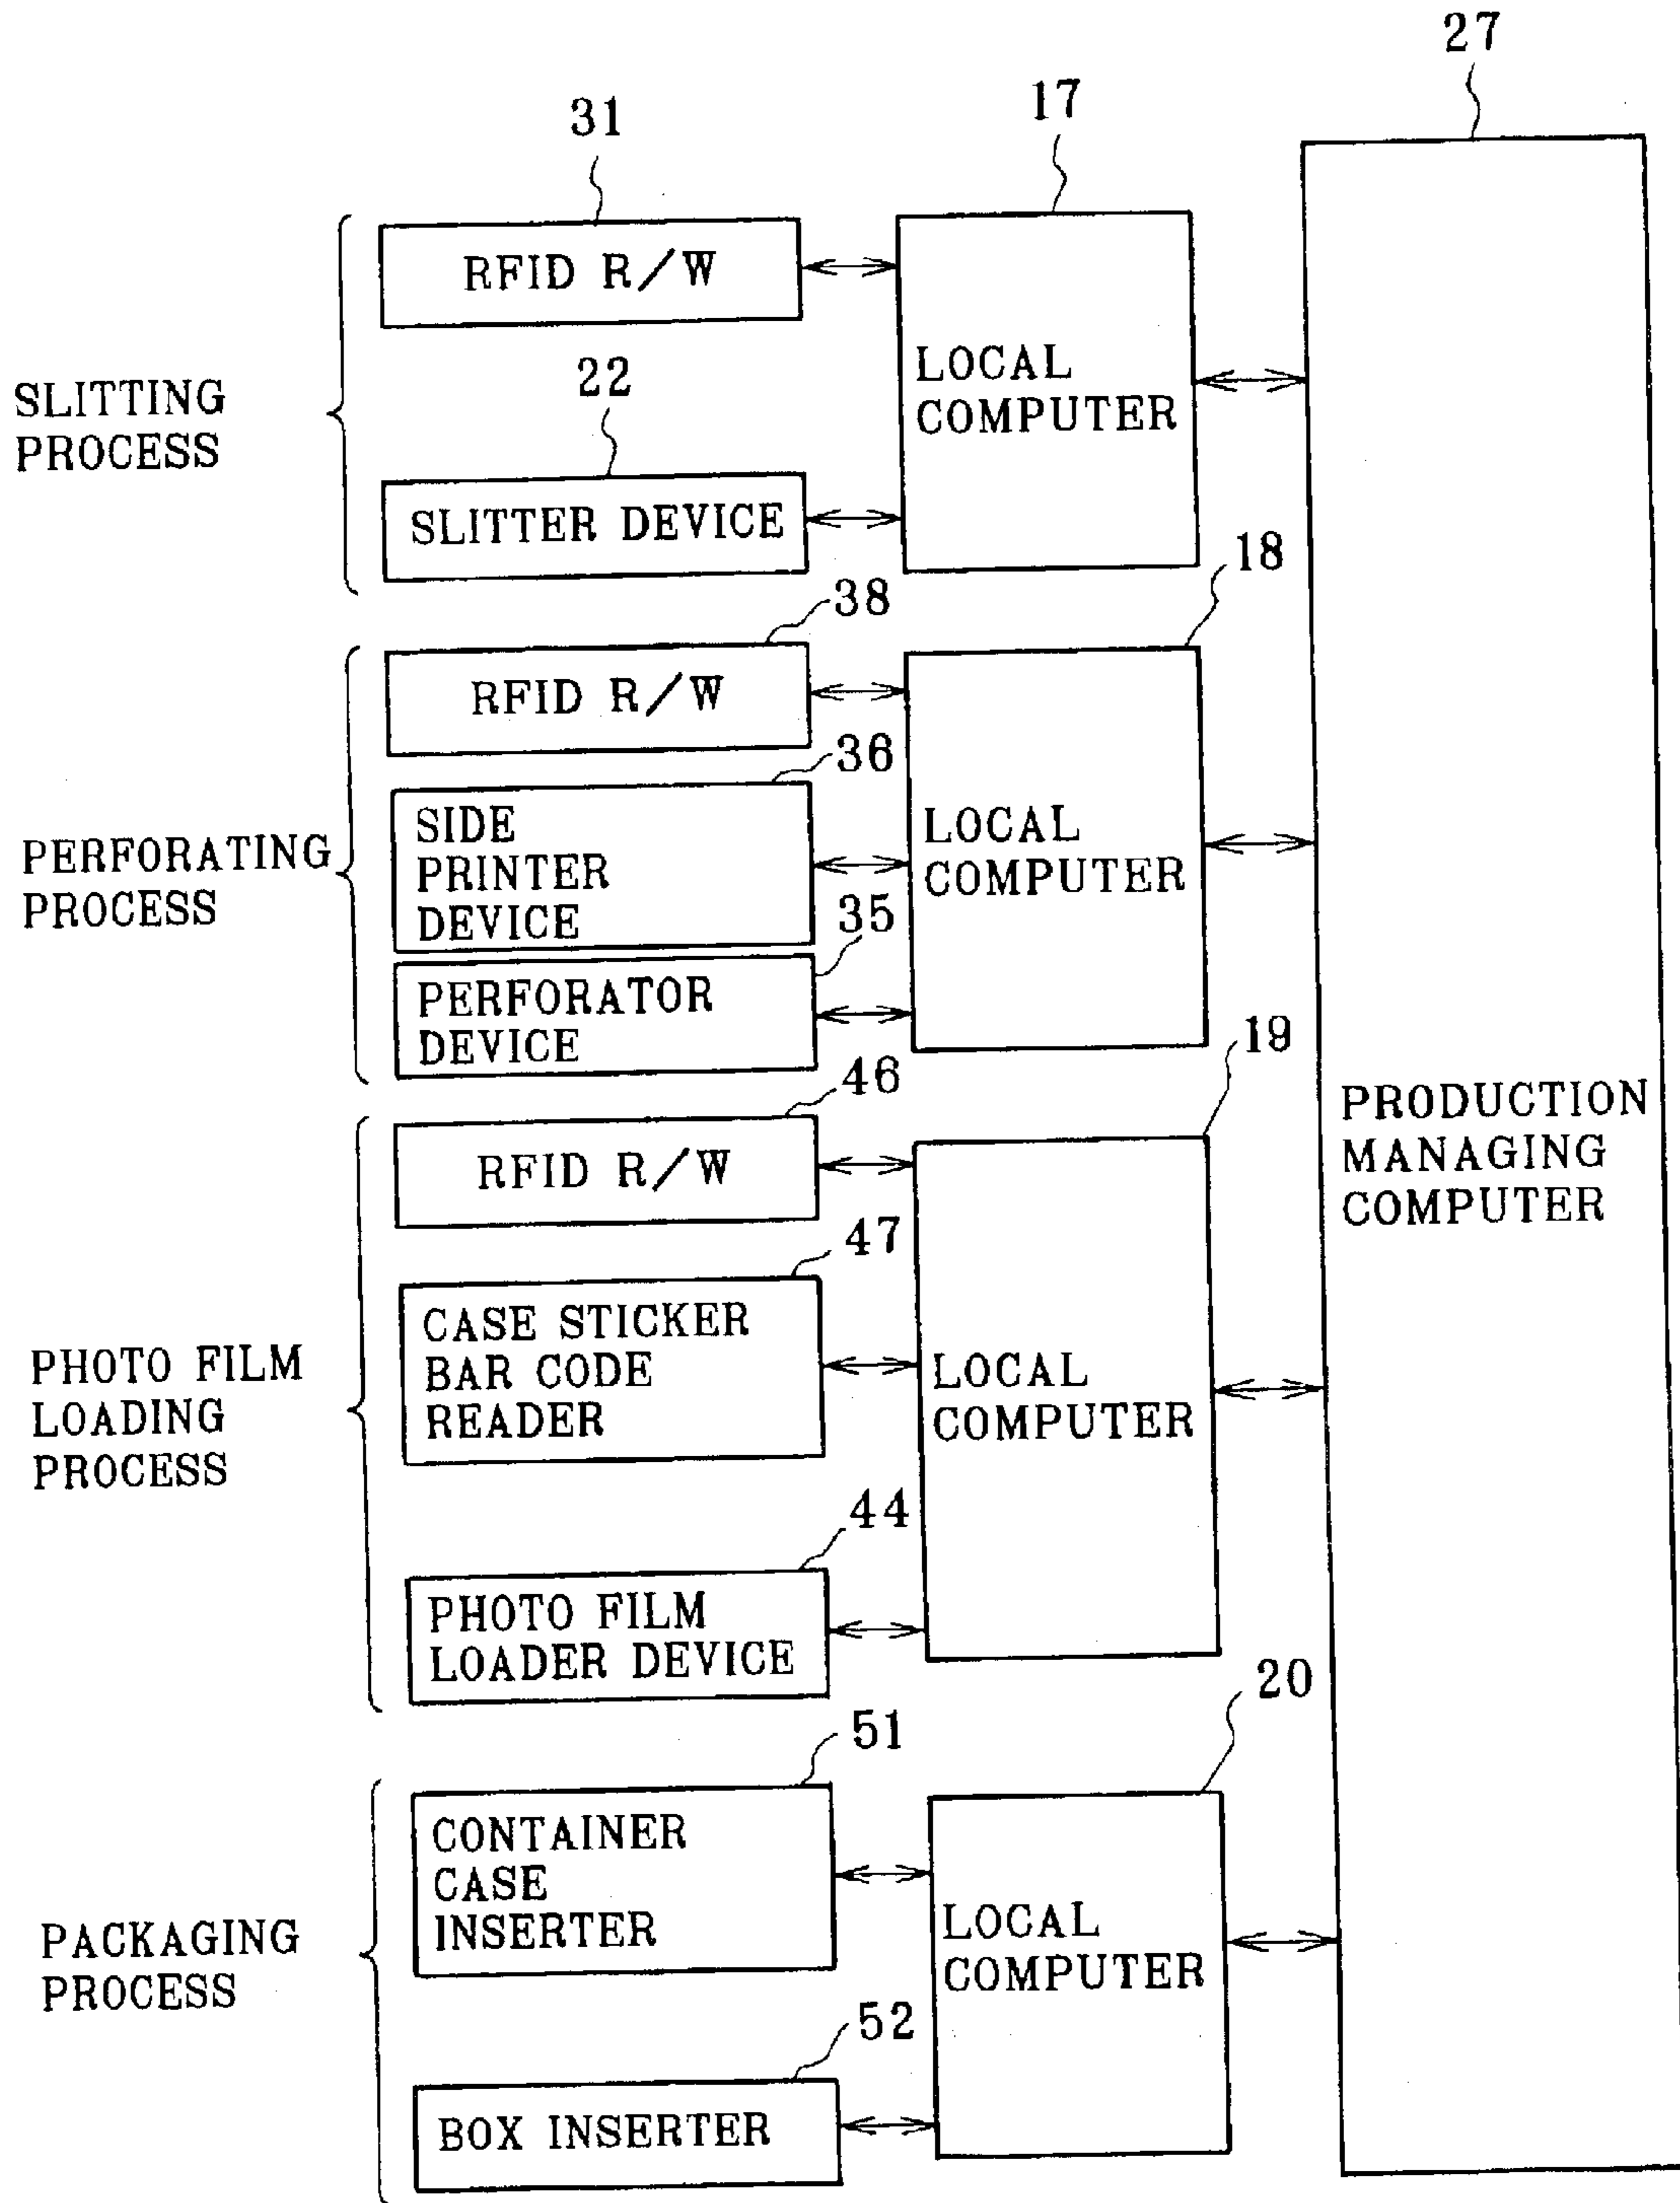 27
31
17
RFID R/W
LOCAL
COMPUTER
SLITTING
PROCESS
22
SLITTER DEVICE
18
38
RFID R/W
36
SIDE
PRINTER
DEVICE
LOCAL
COMPUTER
PERFORATING
PROCESS
35
PERFORATOR
DEVICE
19
46
RFID R/W
PRODUCTION
MANAGING
COMPUTER
47
CASE STICKER
BAR CODE
READER
LOCAL
COMPUTER
PHOTO FILM
LOADING
PROCESS
44
PHOTO FILM
LOADER DEVICE
20
51
CONTAINER
CASE
INSERTER
LOCAL
COMPUTER
PACKAGING
PROCESS
52
BOX INSERTER